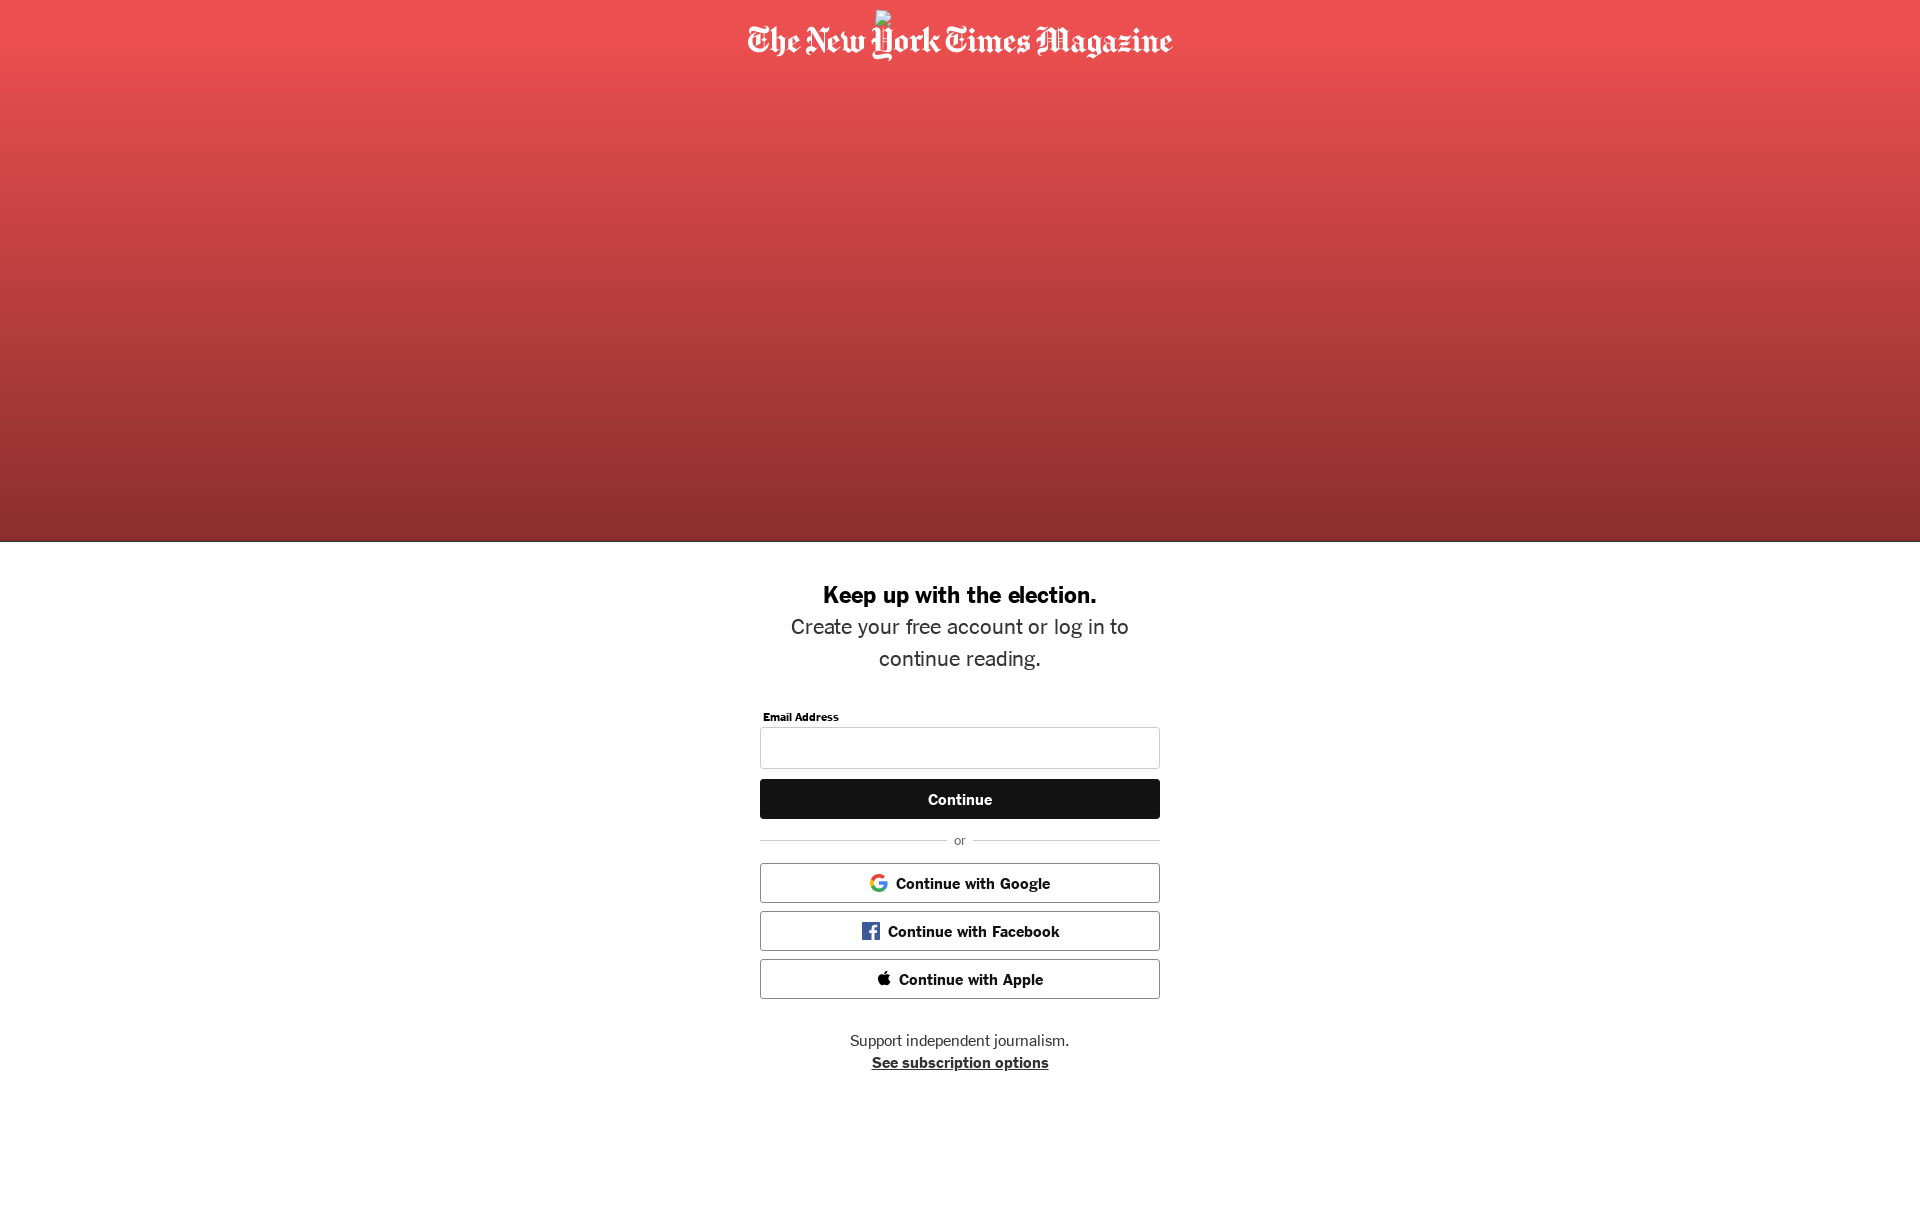 The New York Times Magazine
Keep up with the election.
Create your free account or log in to
continue reading.
Email Address
Continue
or
Continue with Google
Continue with Facebook
Continue with Apple
Support independent journalism.
See subscription options